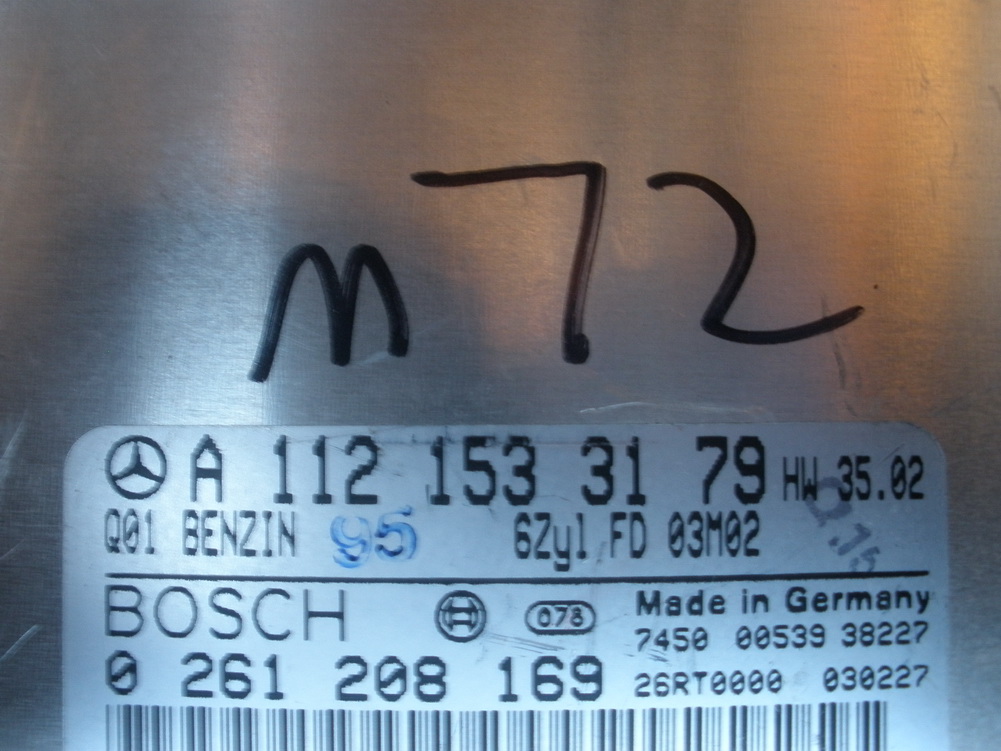 M72
A 112 153 31 79 HW 35.02
Q01 BENZIN 95 6Zyl FD 03M02
BOSCH 078 Made in Germany
7450 00539 38227
0 261 208 169 26RT0000 030227